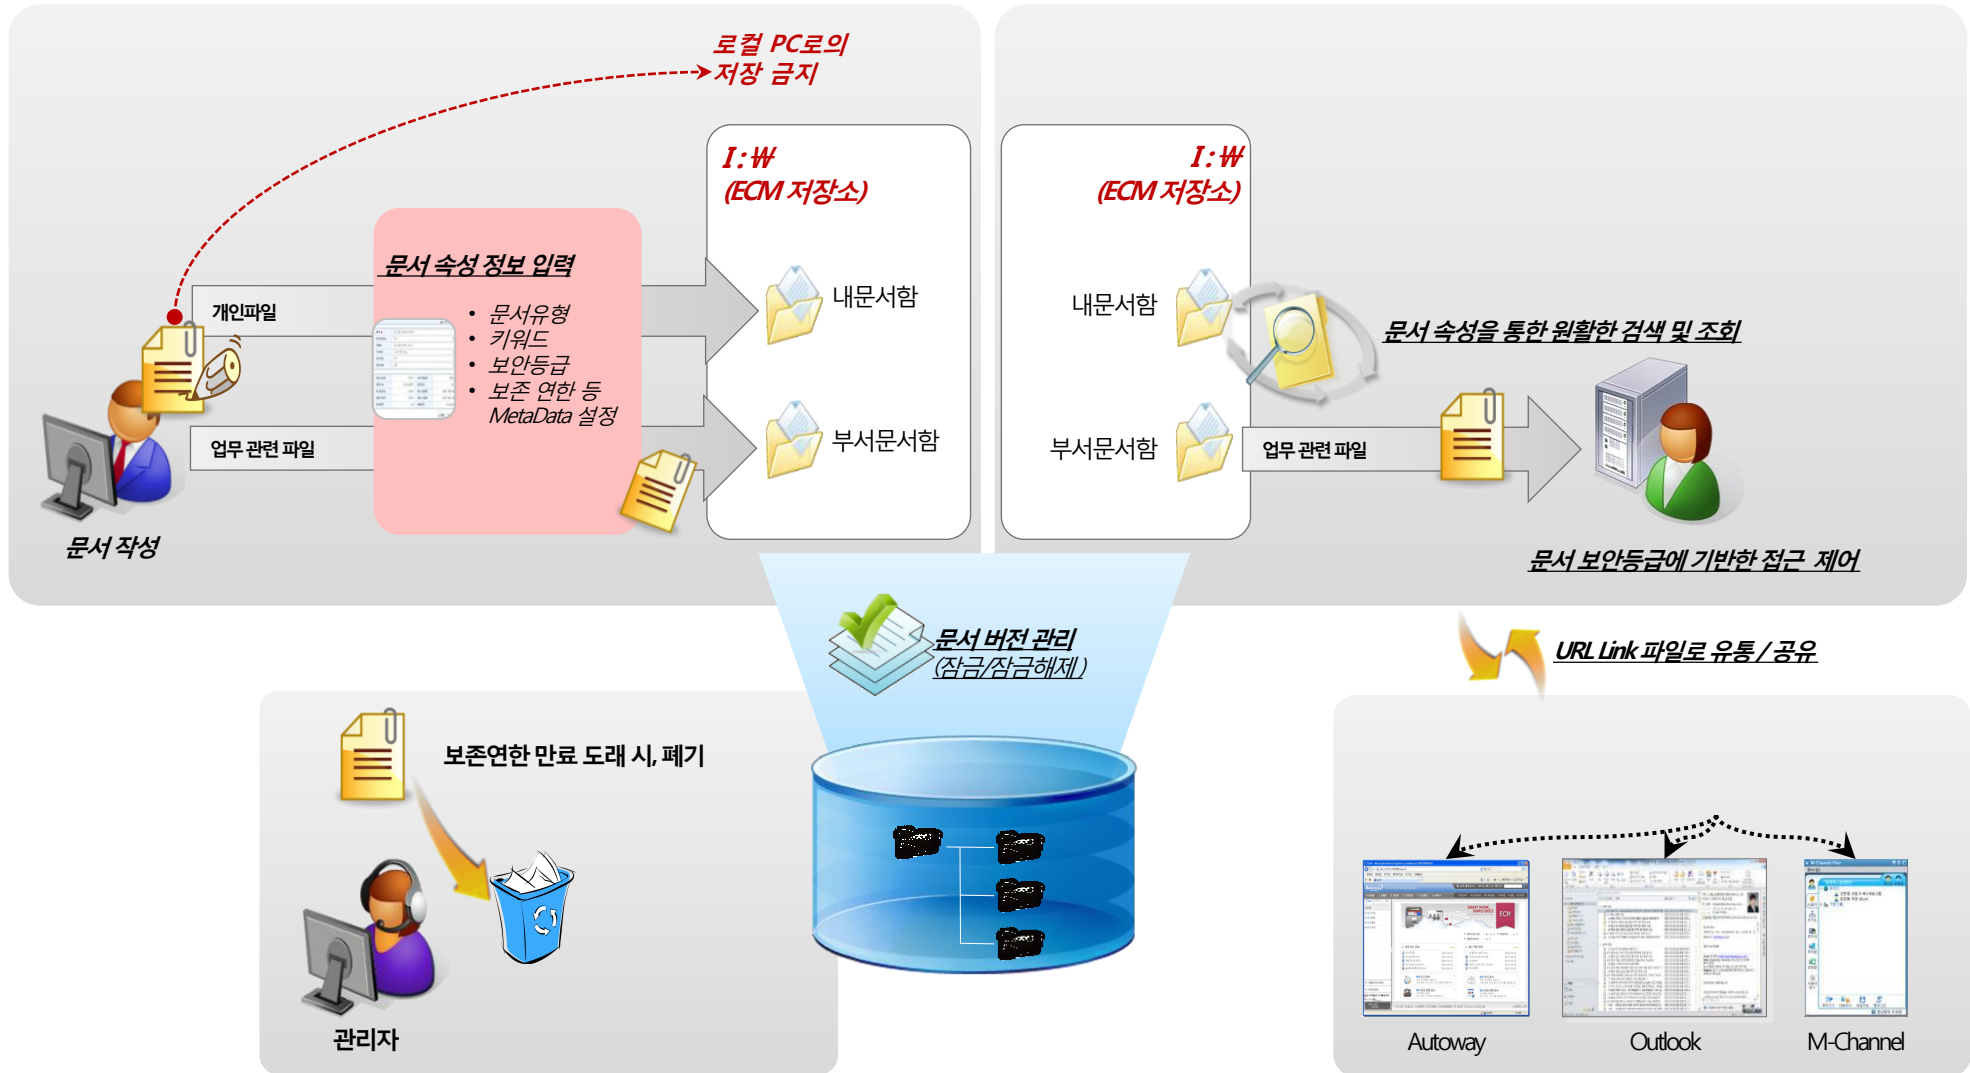 로컬 PC로의
저장 금지
I:₩
(ECM 저장소)
문서 속성 정보 입력
• 문서유형
• 키워드
• 보안등급
• 보존 연한 등
MetaData 설정
개인파일
업무 관련 파일
내문서함
부서문서함
문서 작성
I:₩
(ECM 저장소)
내문서함
부서문서함
문서 속성을 통한 원활한 검색 및 조회
업무 관련 파일
문서 보안등급에 기반한 접근 제어
문서 버전 관리
(잠금/잠금해제 )
URL Link 파일로 유통 / 공유
보존연한 만료 도래 시, 폐기
관리자
ECM
M-Channel Plus
Autoway
Outlook
M-Channel